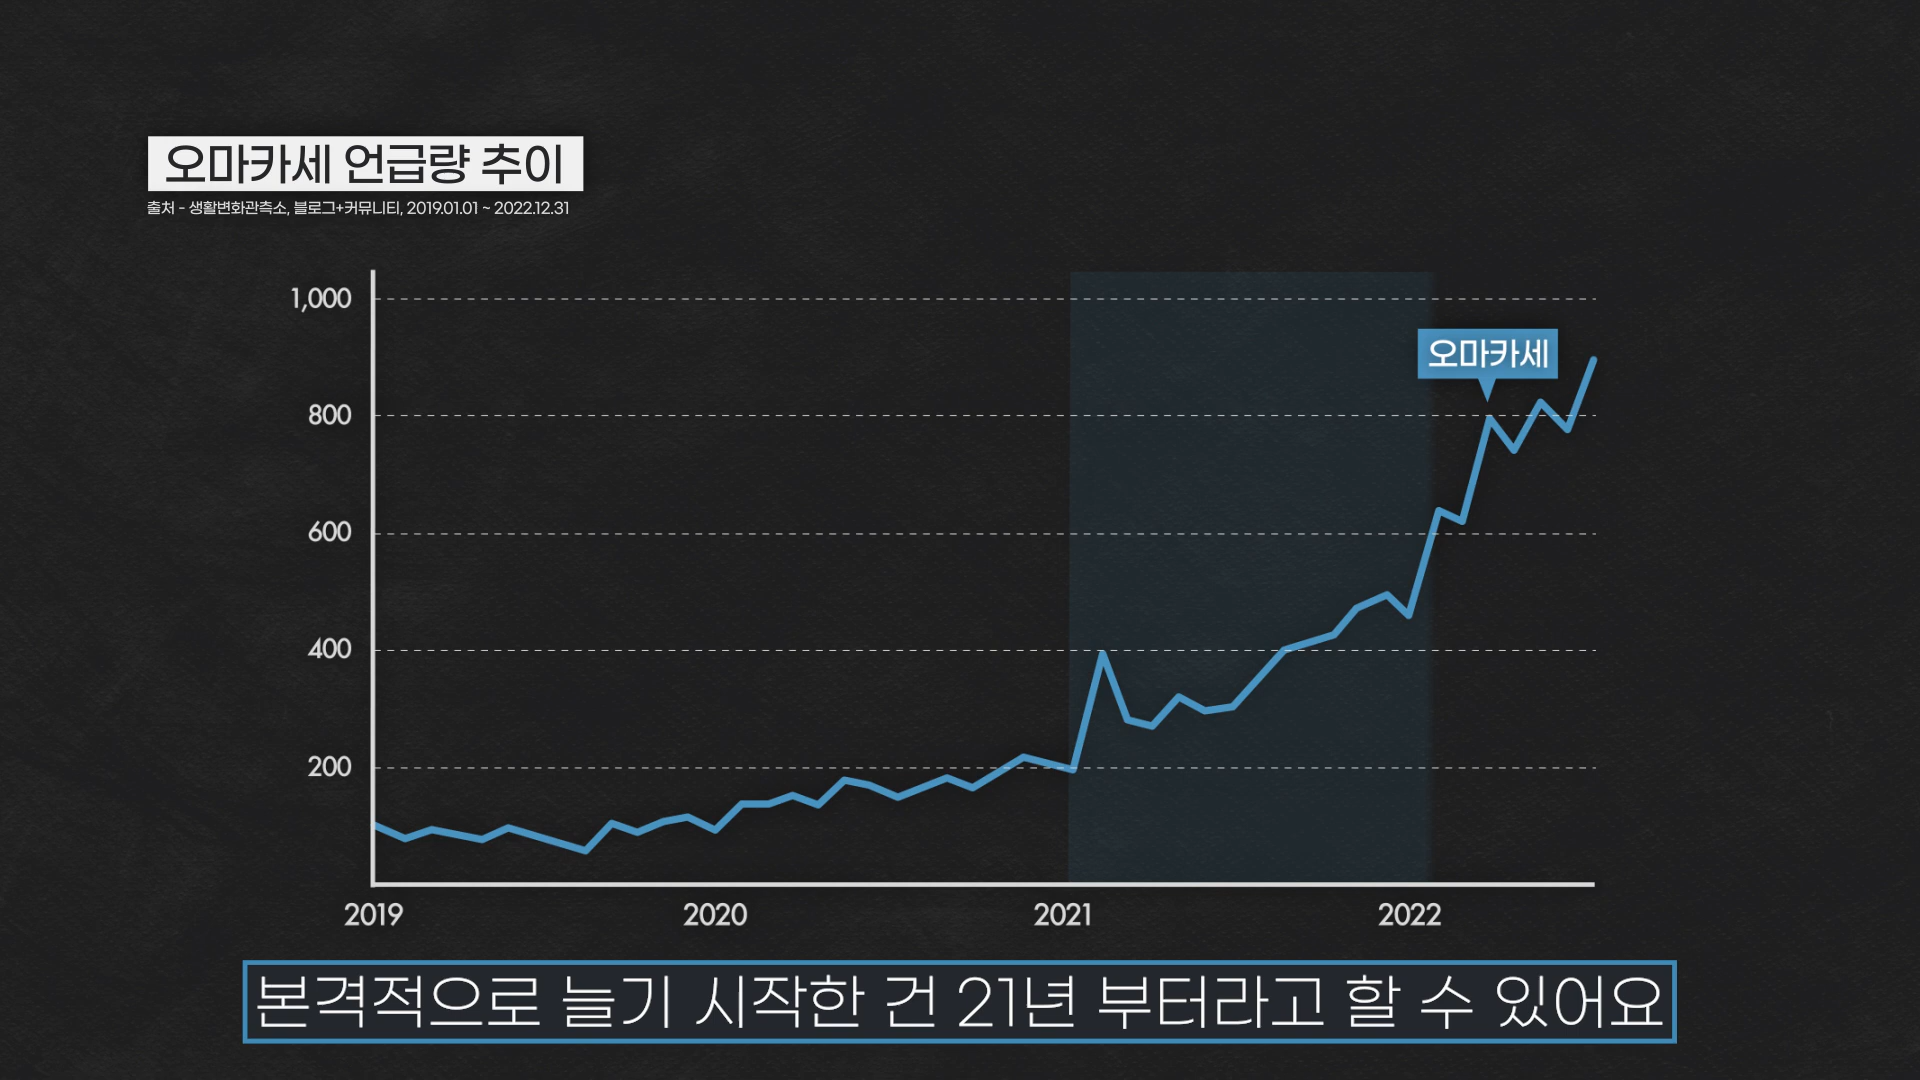 오마카세 언급량 추이
출처 - 생활변화관측소, 블로그+커뮤니티, 2019.01.01 ~ 2022.12.31
1,000
오마카세
800
600
400
200
2019 2020 2021 2022
본격적으로 늘기 시작한 건 21년 부터라고 할 수 있어요